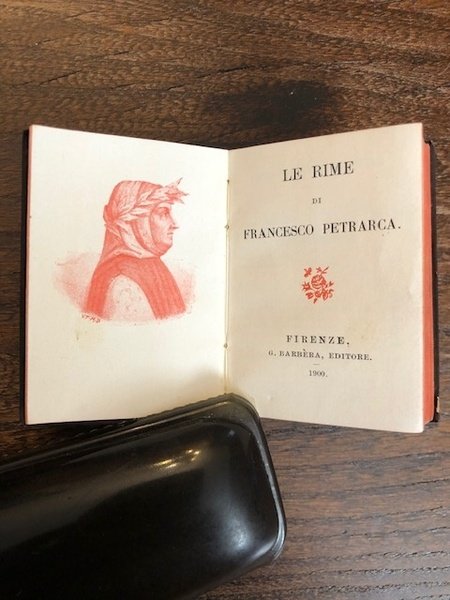 LE RIME
DI
FRANCESCO PETRARCA.
FIRENZE,
G. BARBÈRA, EDITORE.
1900.